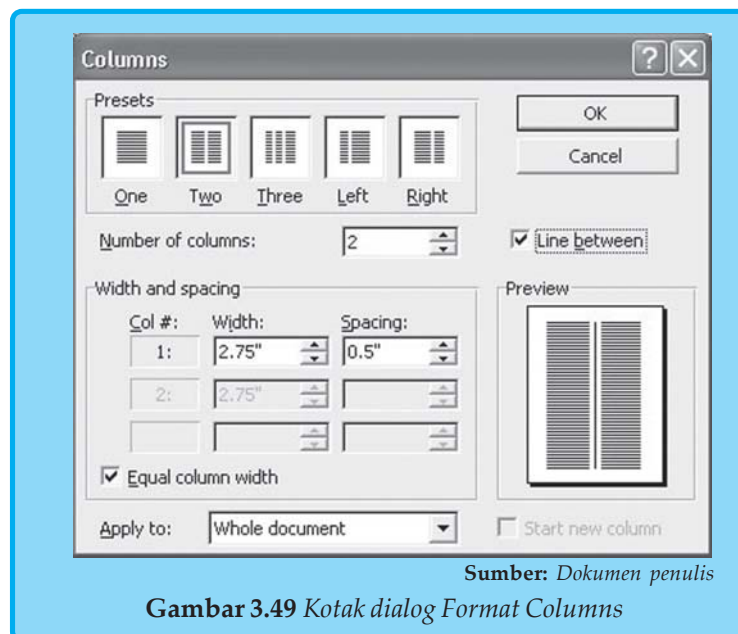 Columns
Presets
One Two Three Left Right
OK
Cancel
Number of columns: 2
Line between
Width and spacing
Col #: Width: Spacing:
1: 2.75" 0.5"
2: 2.75"
Equal column width
Preview
Apply to: Whole document
Start new column
Sumber: Dokumen penulis
Gambar 3.49 Kotak dialog Format Columns